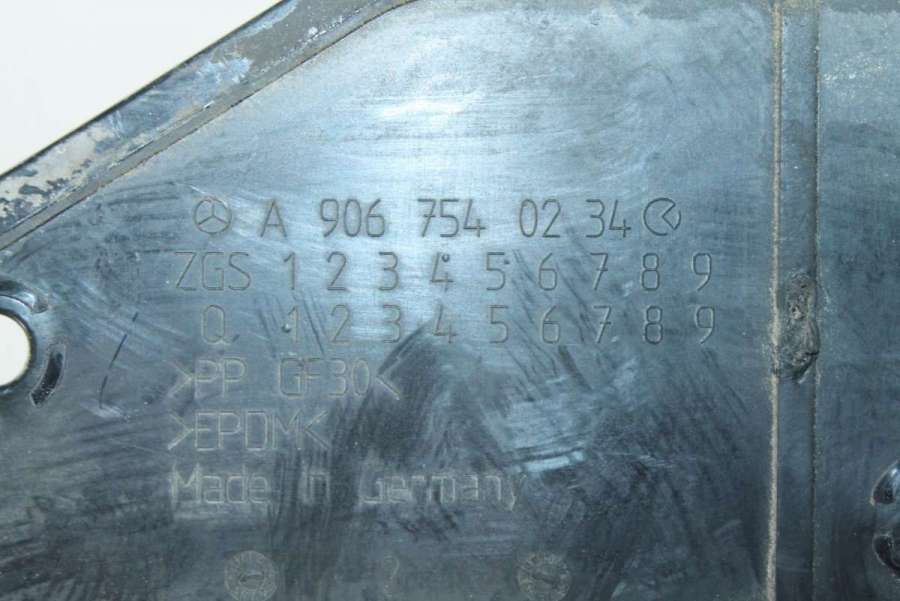 A 906 754 02 34
ZGS 1 2 3 4 5 6 7 8 9
Q. 1 2 3 4 5 6 7 8 9
>PP GF30<
>EPDM<
Made in Germany